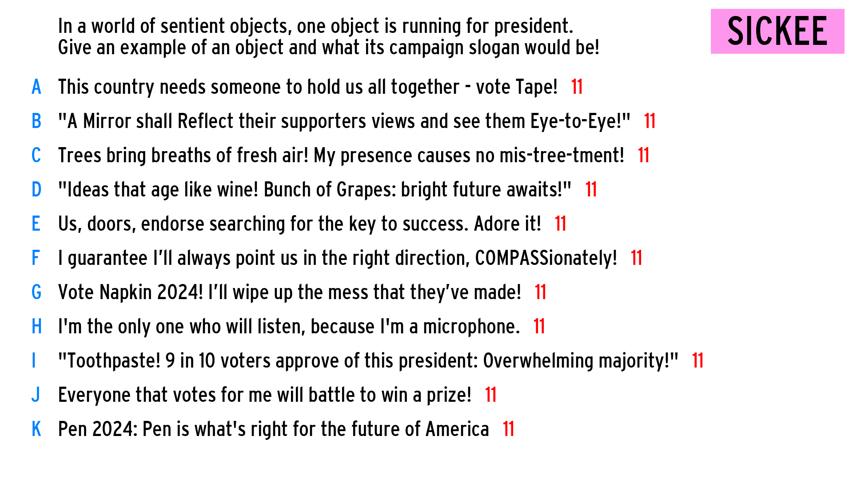 In a world of sentient objects, one object is running for president.
Give an example of an object and what its campaign slogan would be!
SICKEE
A This country needs someone to hold us all together - vote Tape! 11
B "A Mirror shall Reflect their supporters views and see them Eye-to-Eye!" 11
C Trees bring breaths of fresh air! My presence causes no mis-tree-tment! 11
D "Ideas that age like wine! Bunch of Grapes: bright future awaits!" 11
E Us, doors, endorse searching for the key to success. Adore it! 11
F I guarantee I'll always point us in the right direction, COMPASSionately! 11
G Vote Napkin 2024! I'll wipe up the mess that they've made! 11
H I'm the only one who will listen, because I'm a microphone. 11
I "Toothpaste! 9 in 10 voters approve of this president: Overwhelming majority!" 11
J Everyone that votes for me will battle to win a prize! 11
K Pen 2024: Pen is what's right for the future of America 11